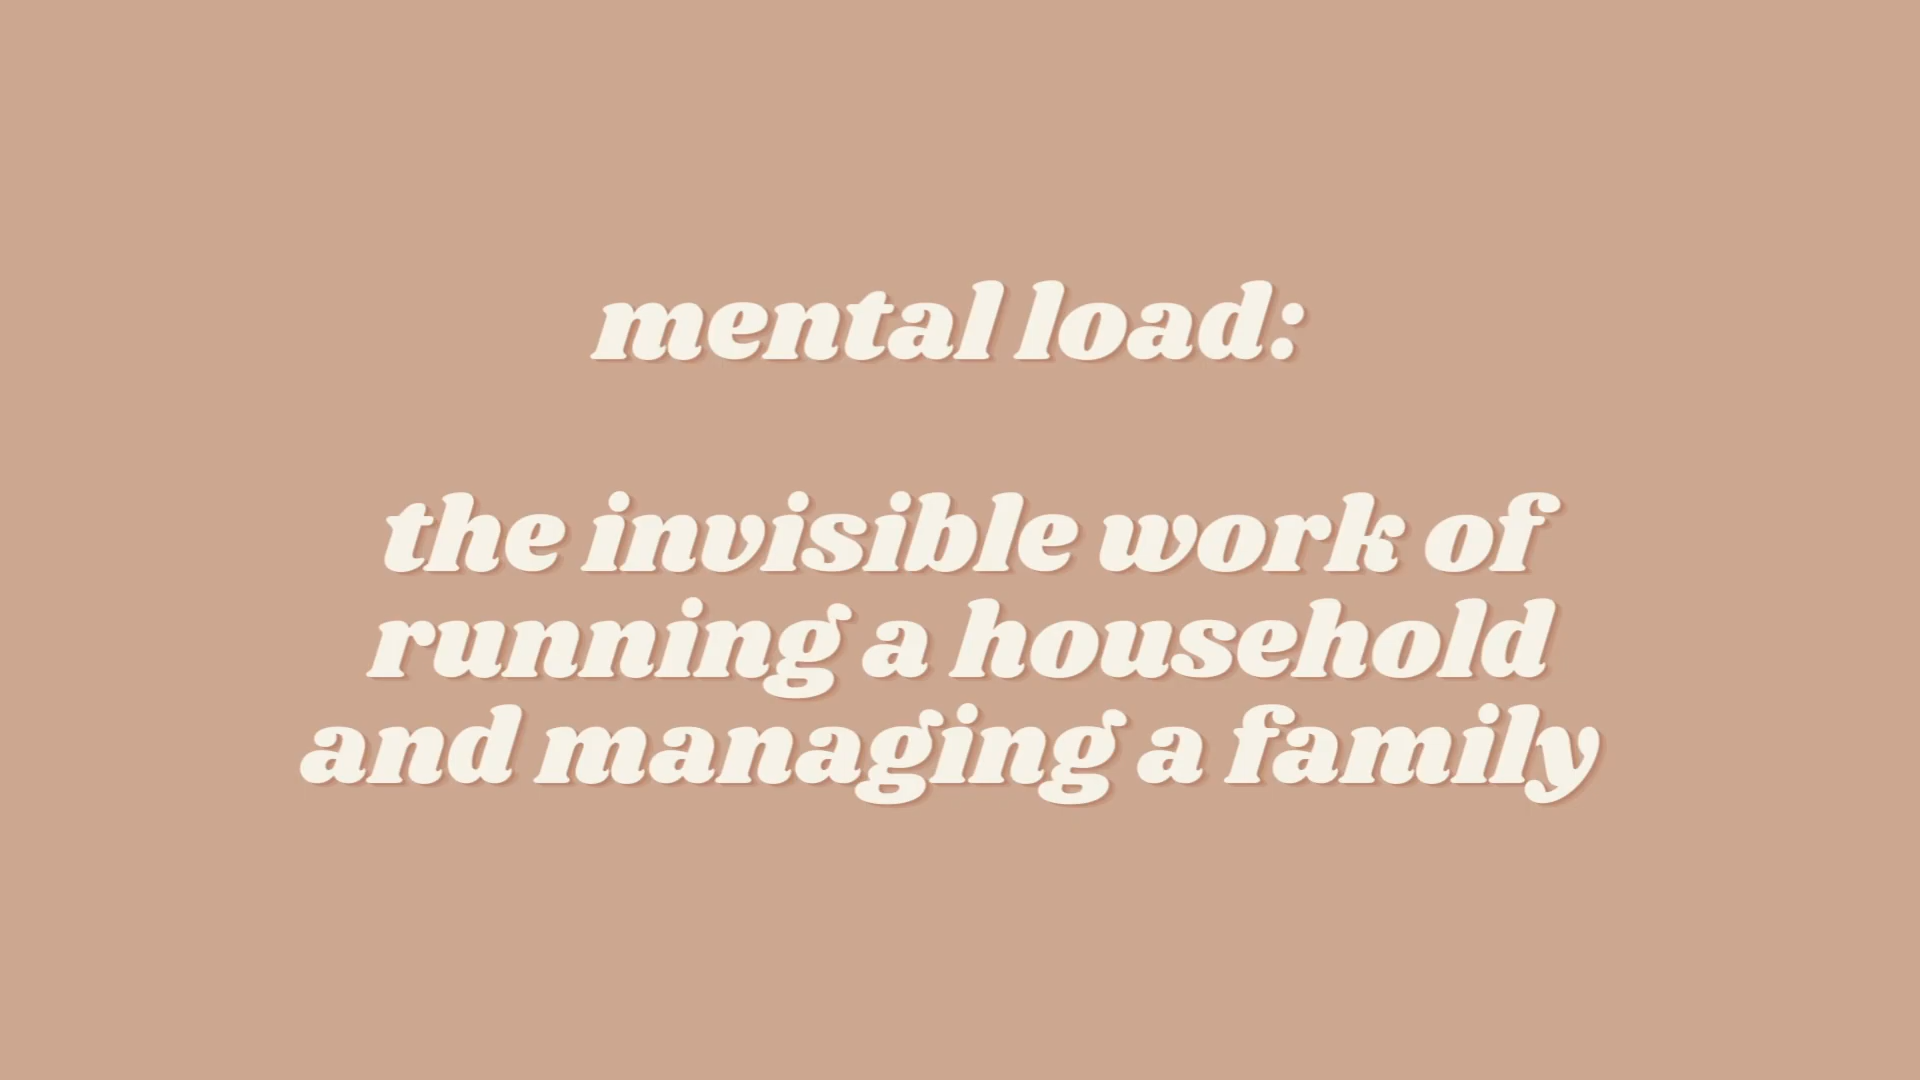 mental load:
the invisible work of
running a household
and managing a family